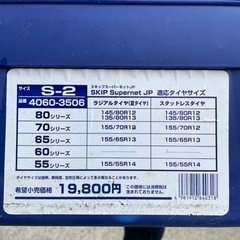 サイズ S-2
品番 4060-3506
スキップスーパーネットJP
SKIP Supernet JP 適応タイヤサイズ
ラジアルタイヤ(夏タイヤ) スタッドレスタイヤ
80シリーズ 145/80R12 135/80R13 145/80R12 135/80R13
70シリーズ 155/70R13 155/70R12
65シリーズ 155/65R13 155/65R13
60シリーズ
55シリーズ 155/55R14 155/55R14
希望小売価格 19,800円(税込)
4981910640318